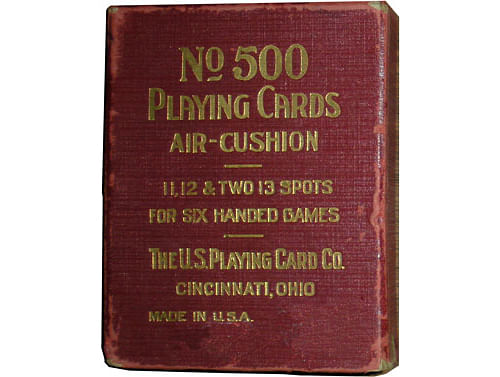 No 500
PLAYING CARDS
AIR-CUSHION
11, 12 & TWO 13 SPOTS
FOR SIX HANDED GAMES
THE U.S. PLAYING CARD CO.
CINCINNATI, OHIO
MADE IN U.S.A.